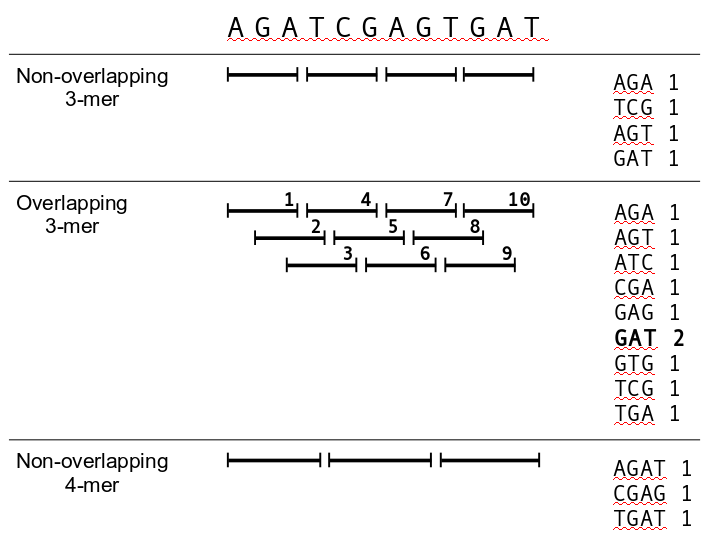 A G A T C G A G T G A T
Non-overlapping
3-mer
AGA 1
TCG 1
AGT 1
GAT 1
Overlapping
3-mer
1 4 7 10
2 5 8
3 6 9
AGA 1
AGT 1
ATC 1
CGA 1
GAG 1
GAT 2
GTG 1
TCG 1
TGA 1
Non-overlapping
4-mer
AGAT 1
CGAG 1
TGAT 1